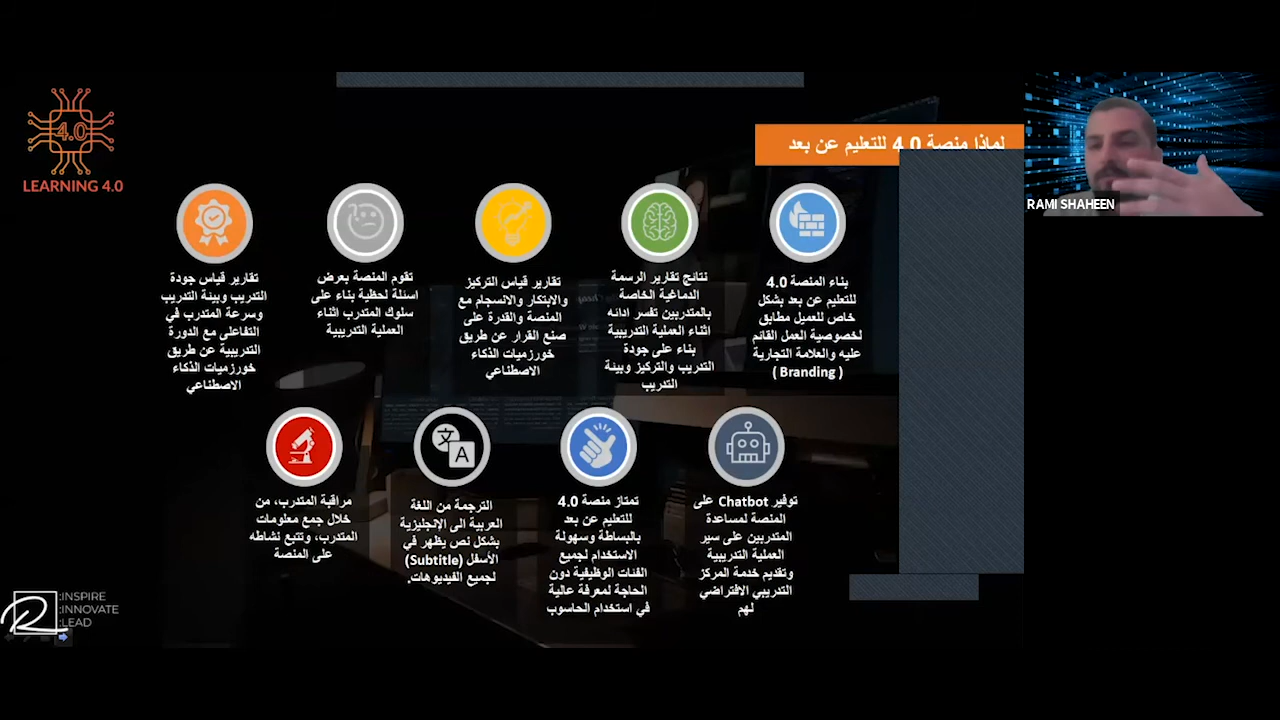 4.0
LEARNING 4.0
لماذا منصة 4.0 للتعليم عن بعد
RAMI SHAHEEN
بناء المنصة 4.0
للتعليم عن بعد بشكل
خاص للعميل مطابق
لخصوصية العمل القائم
عليه والعلامة التجارية
( Branding )
نتائج تقارير الرسمة
الدماغية الخاصة
بالمتدربين تفسر ادائه
اثناء العملية التدريبية
بناء على جودة
التدريب والتركيز وبيئة
التدريب
تقارير قياس التركيز
والابتكار والانسجام مع
المنصة والقدرة على
صنع القرار عن طريق
خورزميات الذكاء
الاصطناعي
تقوم المنصة بعرض
اسئلة لحظية بناء على
سلوك المتدرب اثناء
العملية التدريبية
تقارير قياس جودة
التدريب وبيئة التدريب
وسرعة المتدرب في
التفاعلي مع الدورة
التدريبية عن طريق
خورزميات الذكاء
الاصطناعي
توفير Chatbot على
المنصة لمساعدة
المتدربين على سير
العملية التدريبية
وتقديم خدمة المركز
التدريبي الافتراضي
لهم
تمتاز منصة 4.0
للتعليم عن بعد
بالبساطة وسهولة
الاستخدام لجميع
الفئات الوظيفية دون
الحاجة لمعرفة عالية
في استخدام الحاسوب
الترجمة من اللغة
العربية الى الإنجليزية
بشكل نص يظهر في
الأسفل (Subtitle)
لجميع الفيديوهات.
مراقبة المتدرب، من
خلال جمع معلومات
المتدرب، وتتبع نشاطه
على المنصة
:INSPIRE
:INNOVATE
:LEAD